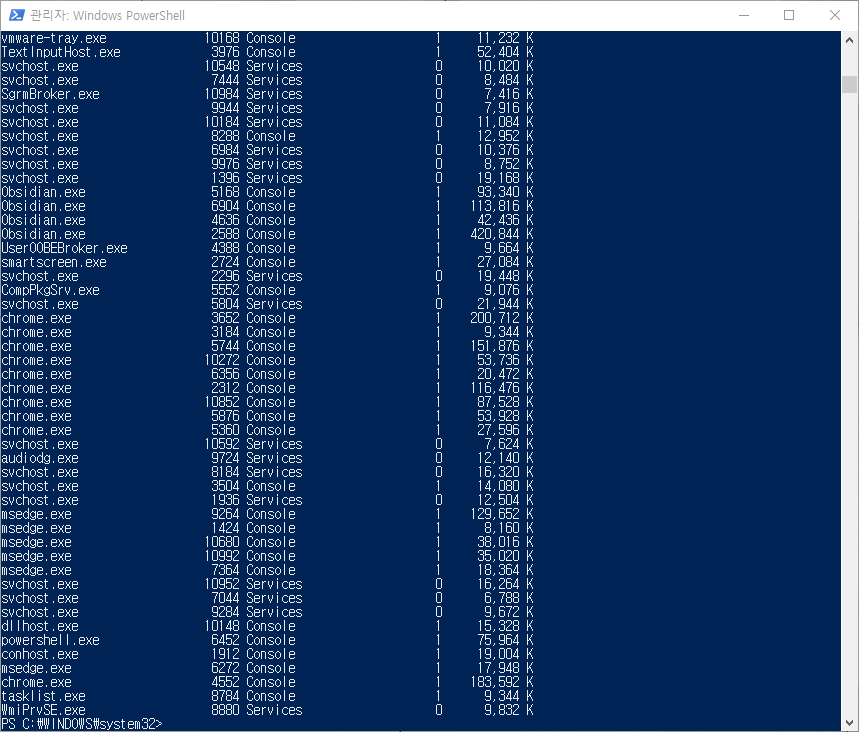 관리자: Windows PowerShell
vmware-tray.exe 10168 Console 1 11,232 K
TextInputHost.exe 3976 Console 1 52,404 K
svchost.exe 10548 Services 0 10,020 K
svchost.exe 7444 Services 0 8,484 K
SgrmBroker.exe 10984 Services 0 7,416 K
svchost.exe 9944 Services 0 7,916 K
svchost.exe 10184 Services 0 11,084 K
svchost.exe 8288 Console 1 12,952 K
svchost.exe 6984 Services 0 10,376 K
svchost.exe 9976 Services 0 8,752 K
svchost.exe 1396 Services 0 19,168 K
Obsidian.exe 5168 Console 1 93,340 K
Obsidian.exe 6904 Console 1 113,816 K
Obsidian.exe 4636 Console 1 42,436 K
Obsidian.exe 2588 Console 1 420,844 K
UserOOBEBroker.exe 4388 Console 1 9,664 K
smartscreen.exe 2724 Console 1 27,084 K
svchost.exe 2296 Services 0 19,448 K
CompPkgSrv.exe 5552 Console 1 9,076 K
svchost.exe 5804 Services 0 21,944 K
chrome.exe 3652 Console 1 200,712 K
chrome.exe 3184 Console 1 9,344 K
chrome.exe 5744 Console 1 151,876 K
chrome.exe 10272 Console 1 53,736 K
chrome.exe 6356 Console 1 20,472 K
chrome.exe 2312 Console 1 116,476 K
chrome.exe 10852 Console 1 87,528 K
chrome.exe 5876 Console 1 53,928 K
chrome.exe 5360 Console 1 27,596 K
svchost.exe 10592 Services 0 7,624 K
audiodg.exe 9724 Services 0 12,140 K
svchost.exe 8184 Services 0 16,320 K
svchost.exe 3504 Console 1 14,080 K
svchost.exe 1936 Services 0 12,504 K
msedge.exe 9264 Console 1 129,652 K
msedge.exe 1424 Console 1 8,160 K
msedge.exe 10680 Console 1 38,016 K
msedge.exe 10992 Console 1 35,020 K
msedge.exe 7364 Console 1 18,364 K
svchost.exe 10952 Services 0 16,264 K
svchost.exe 7044 Services 0 6,788 K
svchost.exe 9284 Services 0 9,672 K
dllhost.exe 10148 Console 1 15,328 K
powershell.exe 6452 Console 1 75,964 K
conhost.exe 1912 Console 1 19,004 K
msedge.exe 6272 Console 1 17,948 K
chrome.exe 4552 Console 1 183,592 K
tasklist.exe 8784 Console 1 9,344 K
WmiPrvSE.exe 8880 Services 0 9,832 K
PS C:₩WINDOWS₩system32>